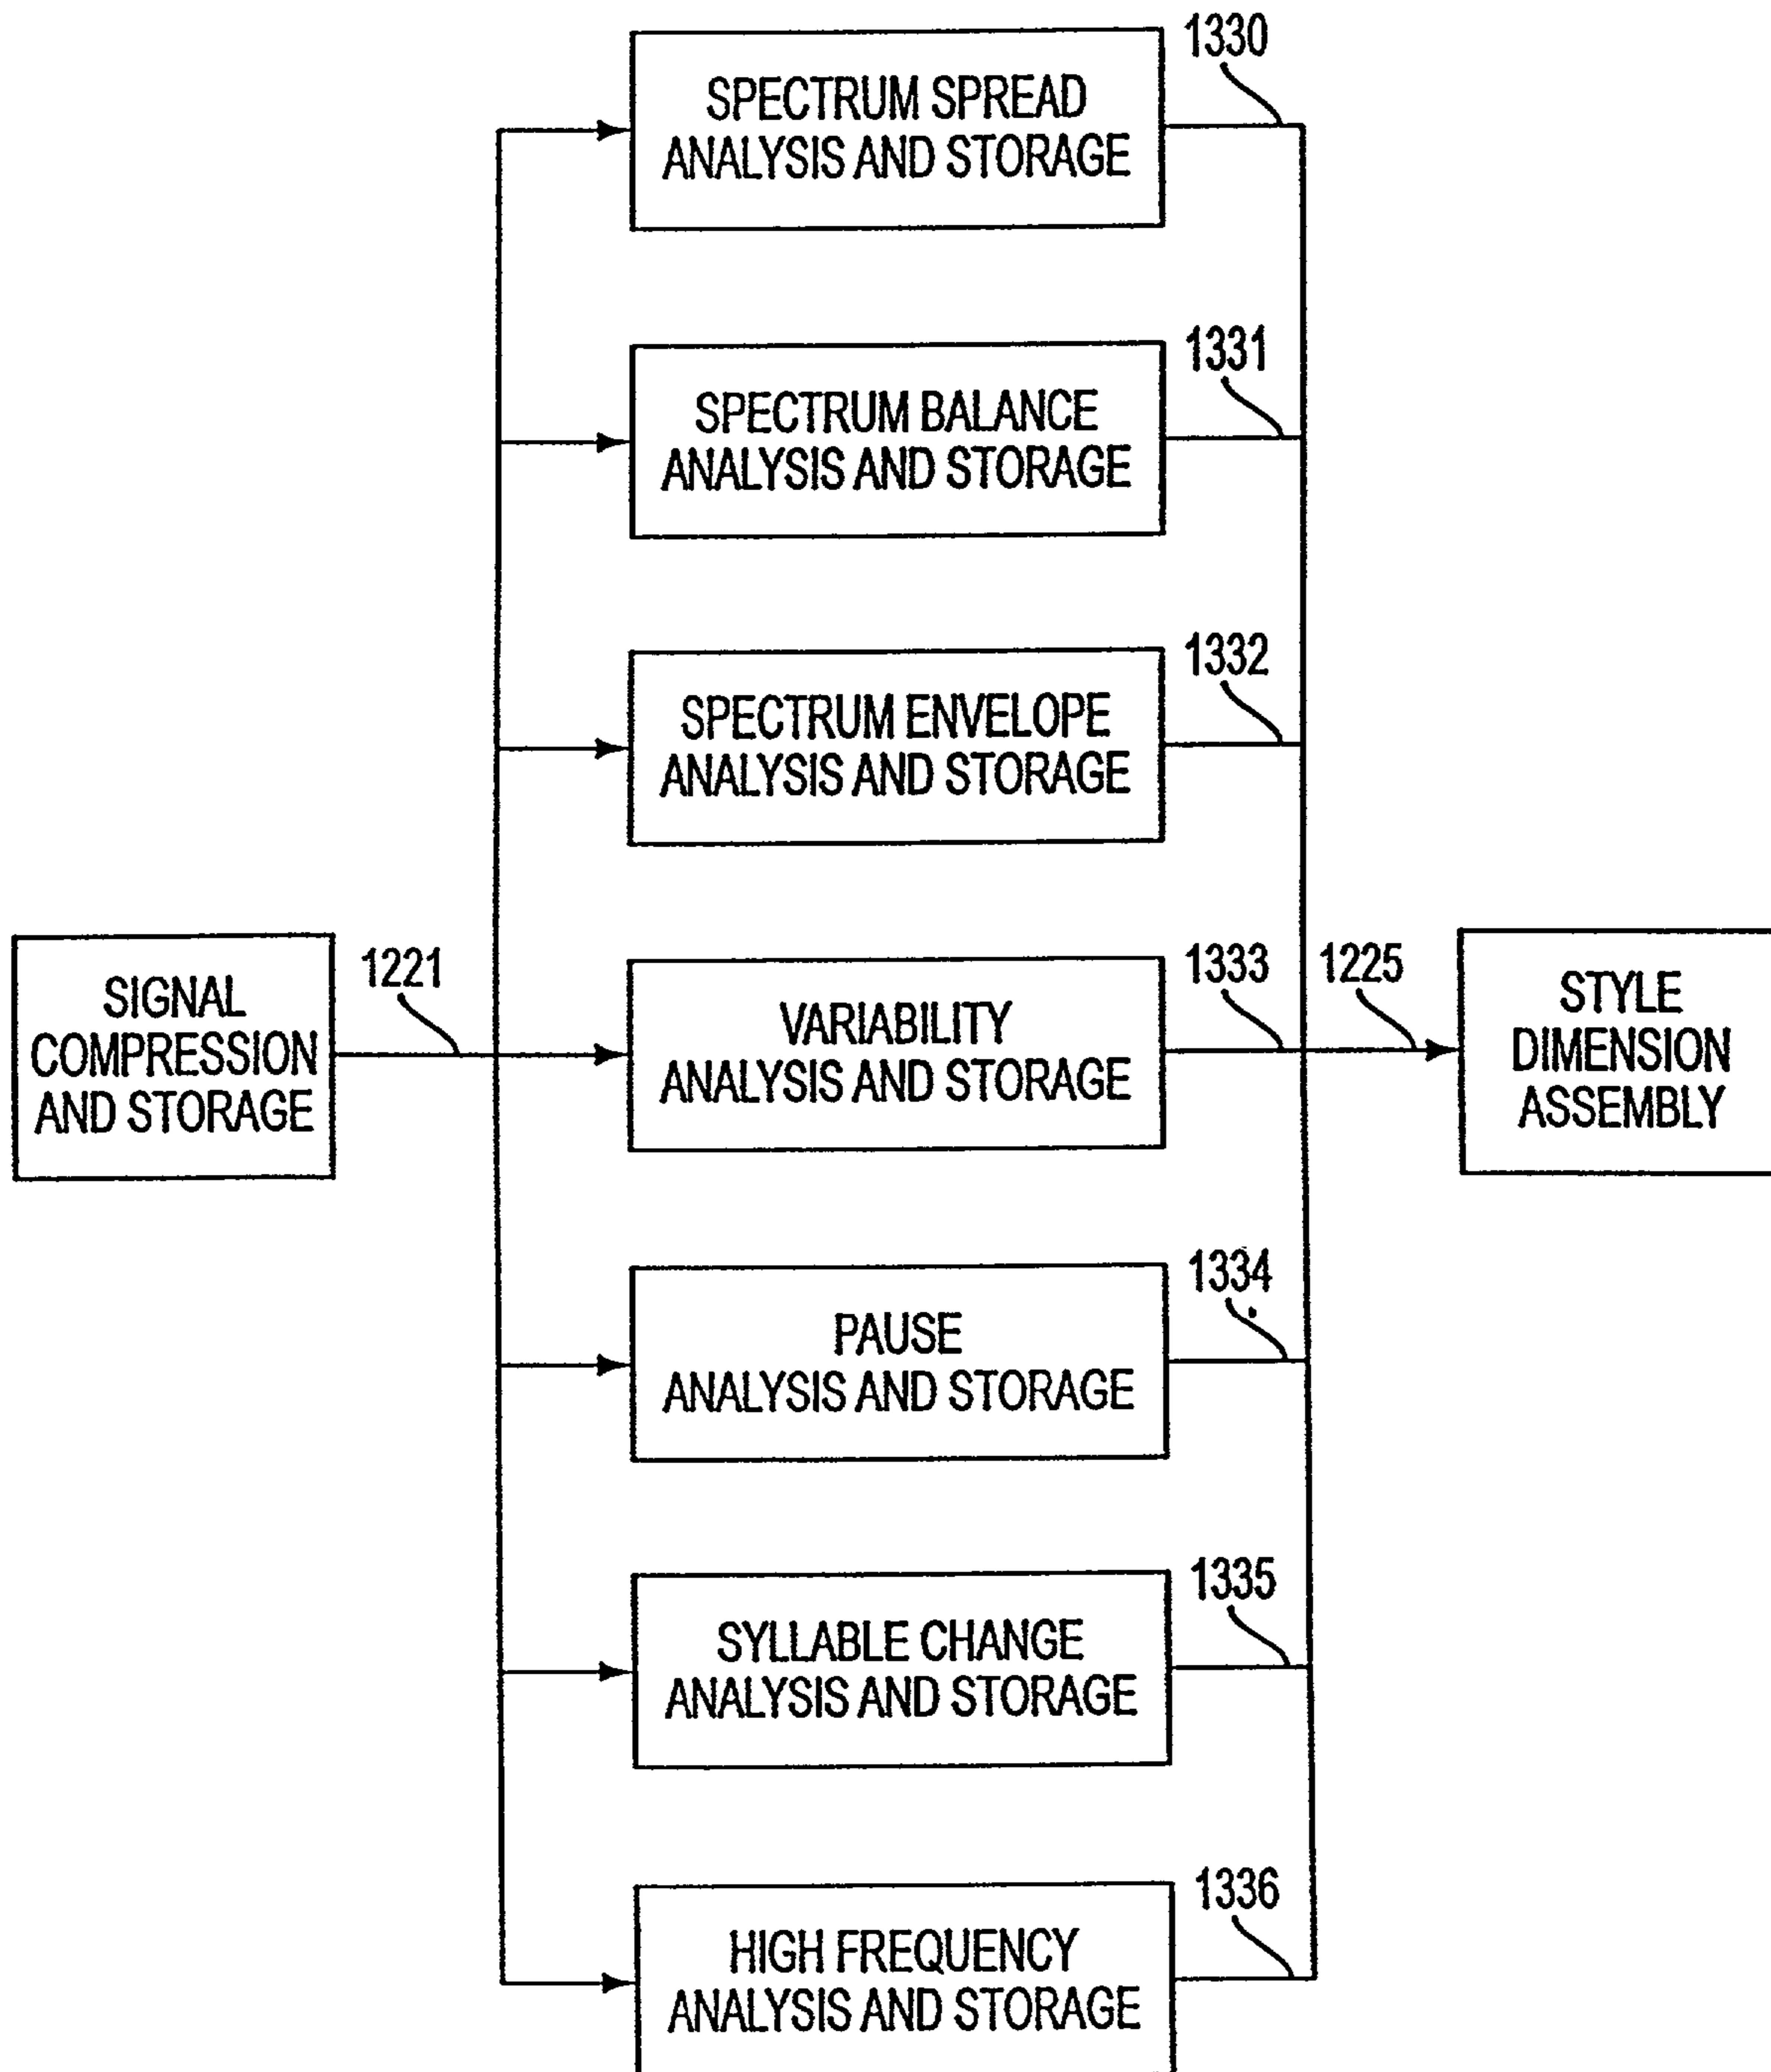 1330
SPECTRUM SPREAD
ANALYSIS AND STORAGE
1331
SPECTRUM BALANCE
ANALYSIS AND STORAGE
1332
SPECTRUM ENVELOPE
ANALYSIS AND STORAGE
SIGNAL
COMPRESSION
AND STORAGE
1221
VARIABILITY
ANALYSIS AND STORAGE
1333
1225
STYLE
DIMENSION
ASSEMBLY
1334
PAUSE
ANALYSIS AND STORAGE
1335
SYLLABLE CHANGE
ANALYSIS AND STORAGE
1336
HIGH FREQUENCY
ANALYSIS AND STORAGE